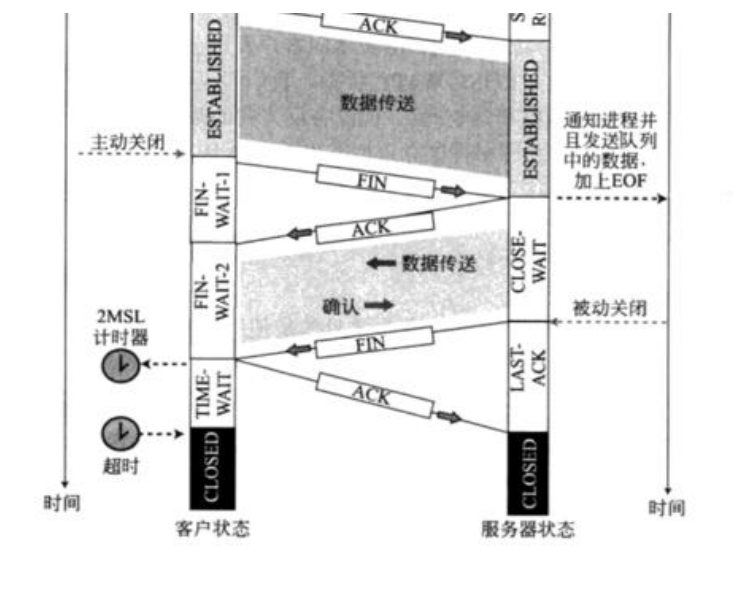 ACK
ESTABLISHED
数据传送
ESTABLISHED
通知进程并
且发送队列
中的数据,
加上EOF
主动关闭
FIN
FIN-
WAIT-1
ACK
数据传送
CLOSE-
WAIT
FIN-
WAIT-2
确认
被动关闭
2MSL
计时器
FIN
LAST-
ACK
TIME-
WAIT
ACK
超时
CLOSED
CLOSED
时间
时间
客户状态
服务器状态